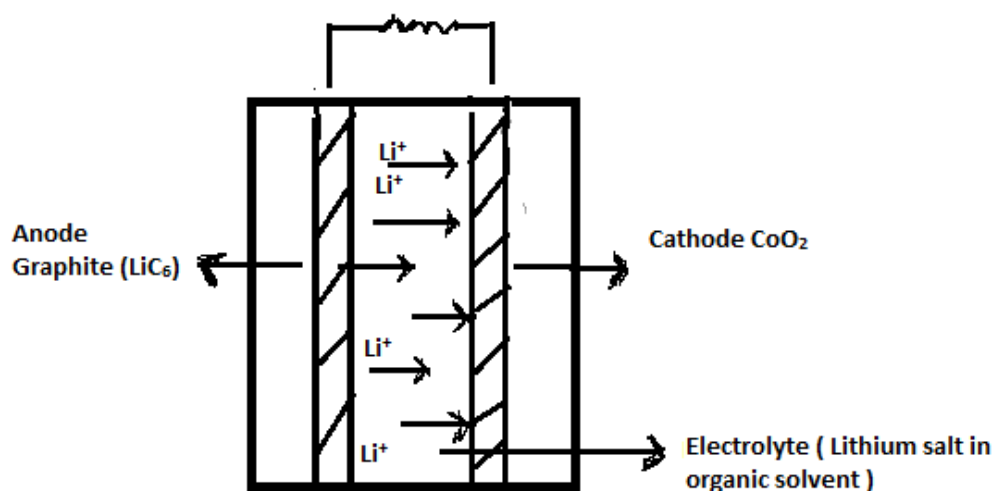 Li⁺
Li⁺
Anode
Graphite (LiC₆)
Cathode CoO₂
Li⁺
Li⁺
Electrolyte ( Lithium salt in
organic solvent )